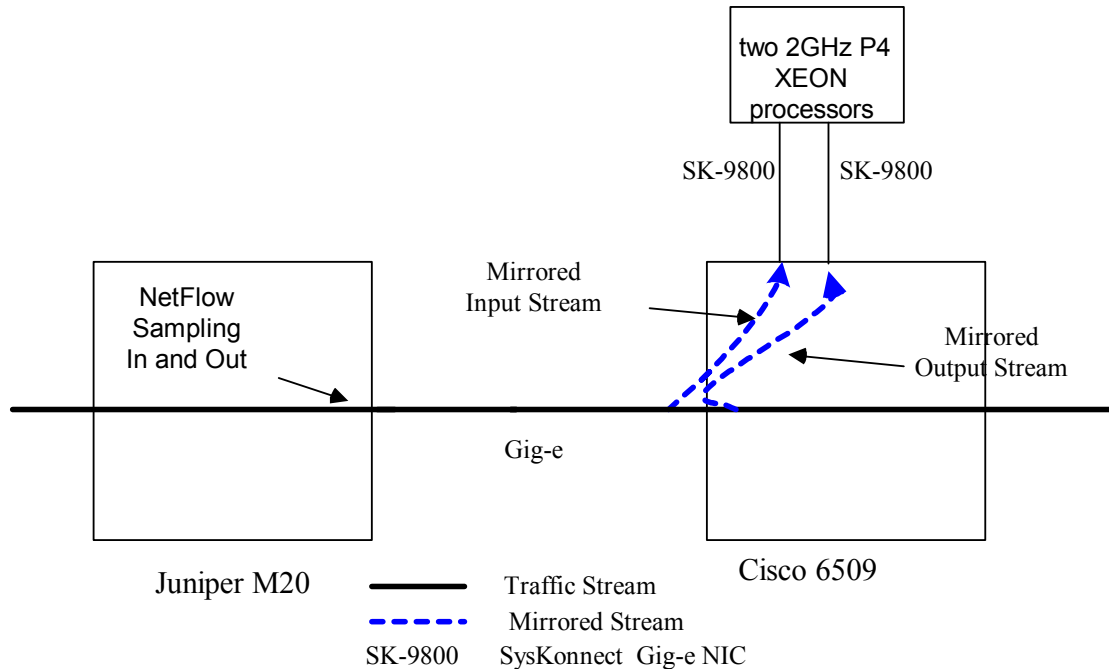 two 2GHz P4
XEON
processors
SK-9800
SK-9800
Mirrored
Input Stream
NetFlow
Sampling
In and Out
Mirrored
Output Stream
Gig-e
Juniper M20
Cisco 6509
Traffic Stream
Mirrored Stream
SK-9800 SysKonnect Gig-e NIC